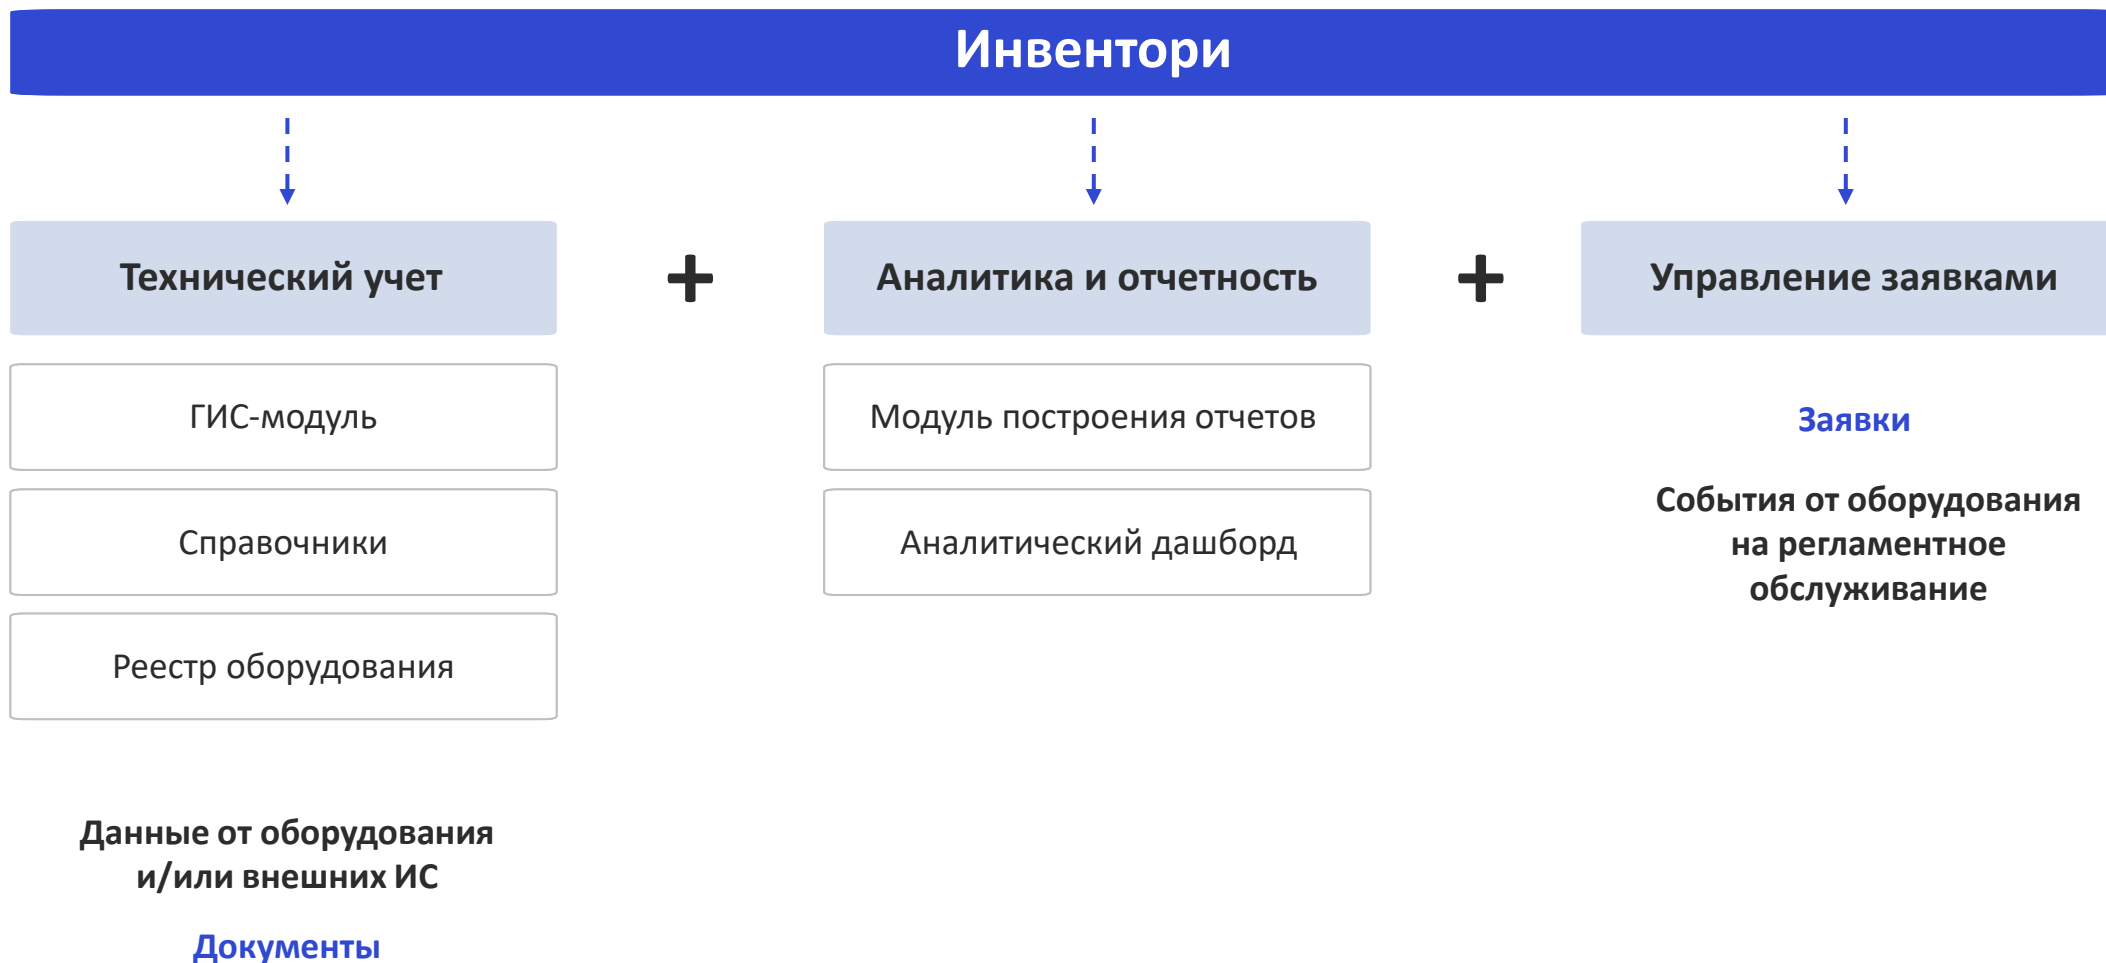 Инвентори
Технический учет
+
Аналитика и отчетность
+
Управление заявками
ГИС-модуль
Справочники
Реестр оборудования
Данные от оборудования
и/или внешних ИС
Документы
Модуль построения отчетов
Аналитический дашборд
Заявки
События от оборудования
на регламентное
обслуживание